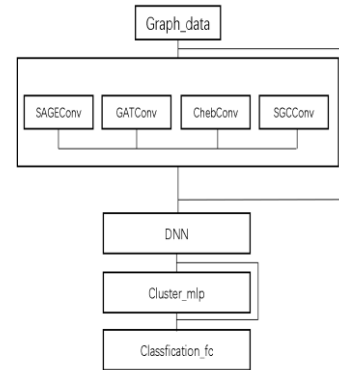 Graph_data
SAGEConv GATConv ChebConv SGCConv
DNN
Cluster_mlp
Classfication_fc